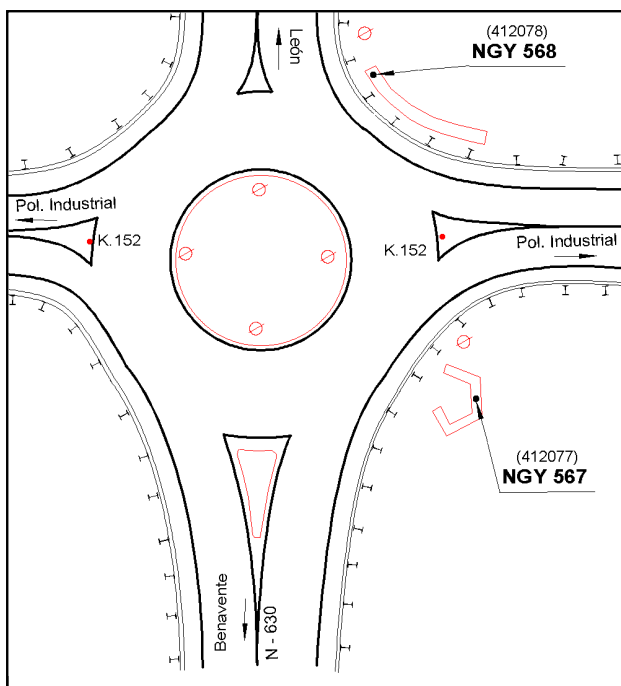 (412078)
NGY 568
León
Pol. Industrial
K.152
K.152
Pol. Industrial
(412077)
NGY 567
Benavente
N - 630